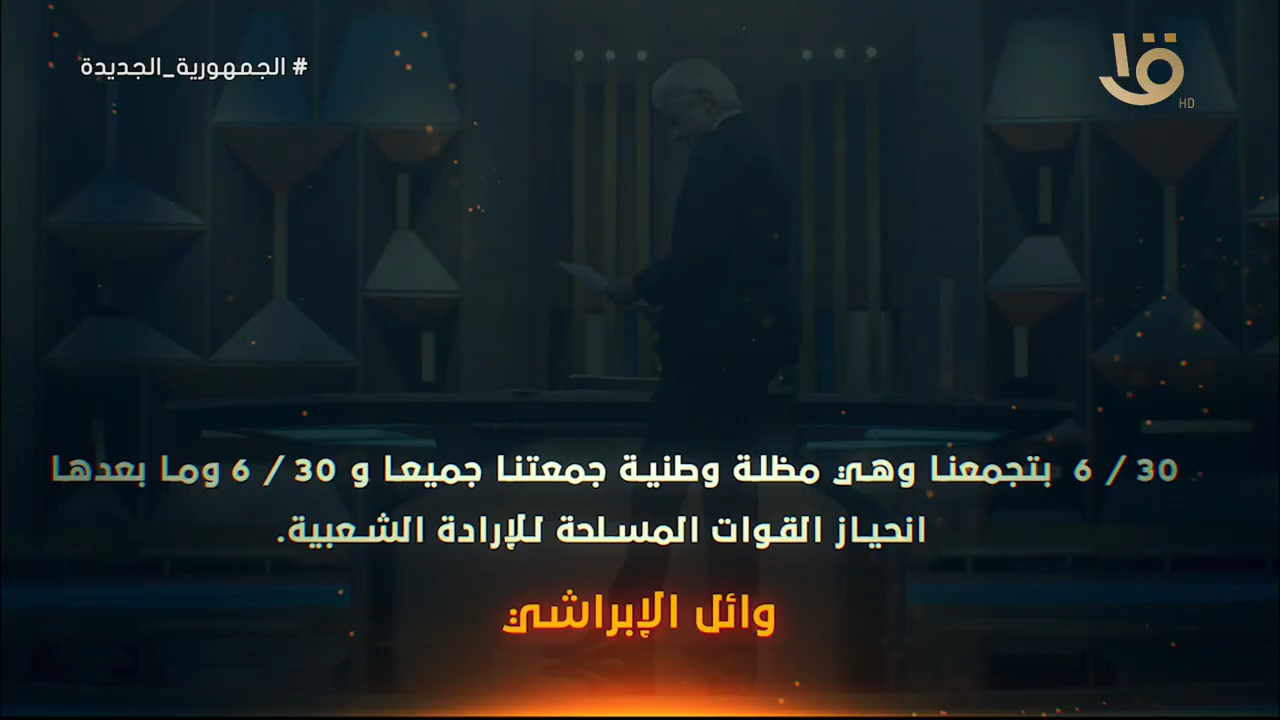 # الجمهورية_الجديدة
HD
30 / 6 بتجمعنا وهي مظلة وطنية جمعتنا جميعا و 30 / 6 وما بعدها
انحياز القوات المسلحة للإرادة الشعبية.
وائل الإبراشي